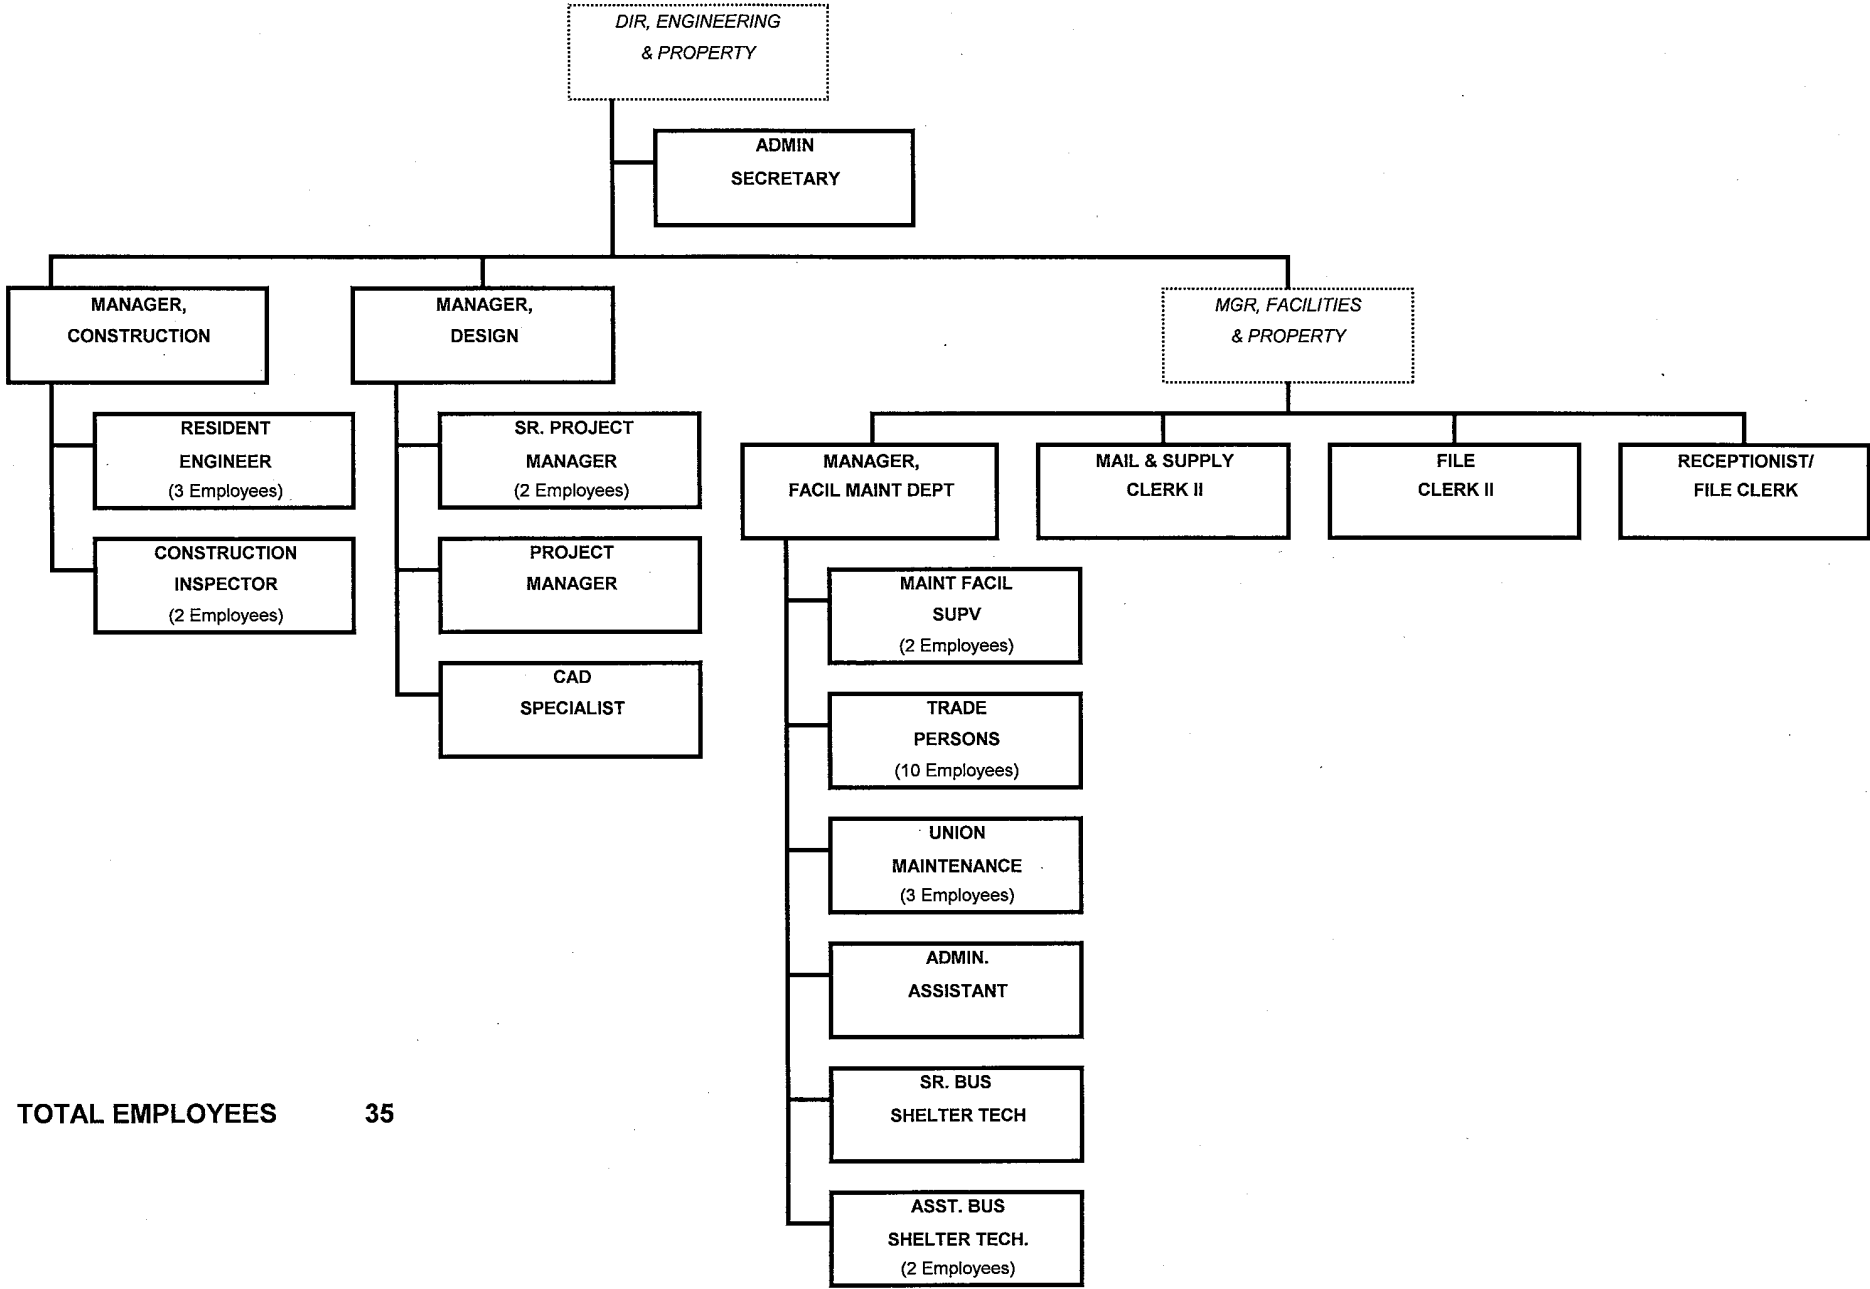 DIR, ENGINEERING
& PROPERTY
ADMIN
SECRETARY
MANAGER,
CONSTRUCTION
MANAGER,
DESIGN
MGR, FACILITIES
& PROPERTY
RESIDENT
ENGINEER
(3 Employees)
CONSTRUCTION
INSPECTOR
(2 Employees)
SR. PROJECT
MANAGER
(2 Employees)
PROJECT
MANAGER
CAD
SPECIALIST
MANAGER,
FACIL MAINT DEPT
MAIL & SUPPLY
CLERK II
FILE
CLERK II
RECEPTIONIST/
FILE CLERK
MAINT FACIL
SUPV
(2 Employees)
TRADE
PERSONS
(10 Employees)
UNION
MAINTENANCE
(3 Employees)
ADMIN.
ASSISTANT
SR. BUS
SHELTER TECH
ASST. BUS
SHELTER TECH.
(2 Employees)
TOTAL EMPLOYEES 35